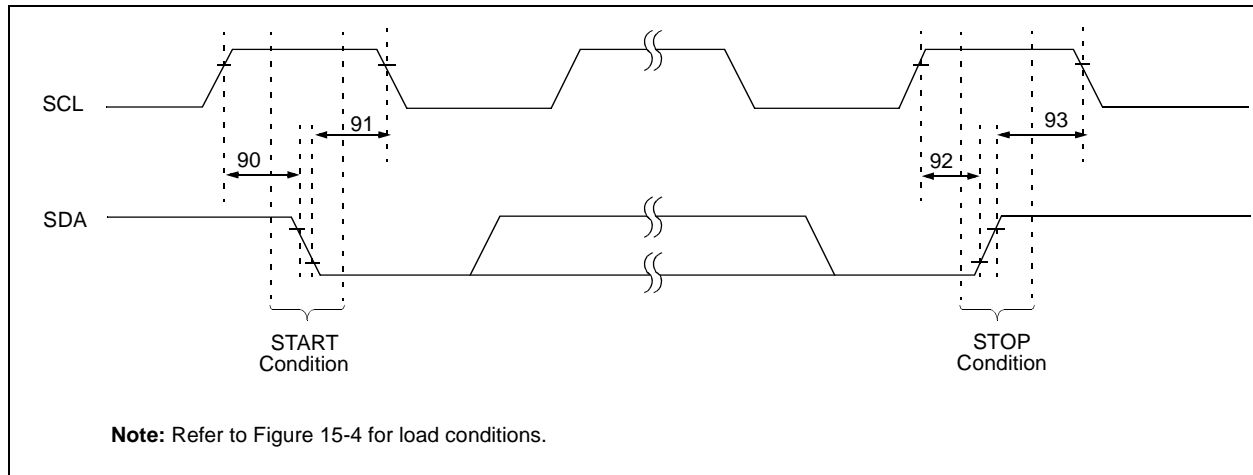 SCL
91
93
90
92
SDA
START
Condition
STOP
Condition
Note: Refer to Figure 15-4 for load conditions.